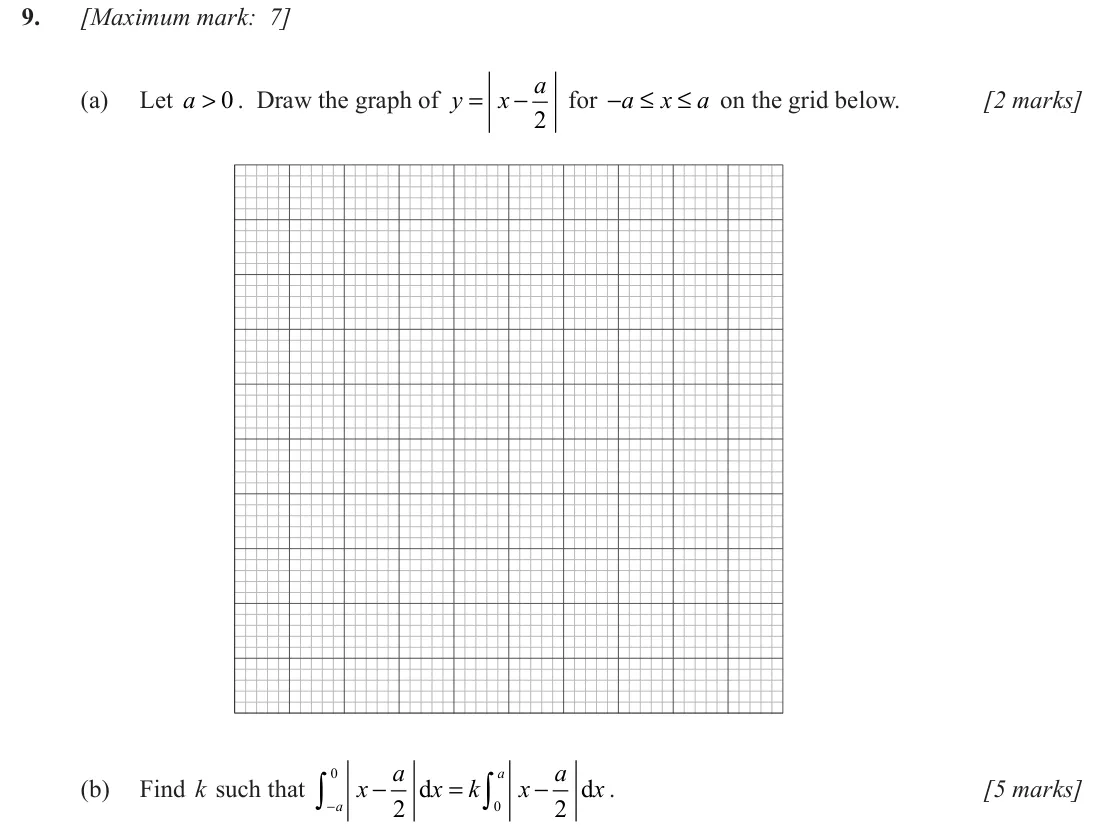 9. [Maximum mark: 7]
(a) Let a > 0. Draw the graph of y = |x − a/2| for −a ≤ x ≤ a on the grid below. [2 marks]
(b) Find k such that ∫_{−a}^{0} |x − a/2| dx = k ∫_{0}^{a} |x − a/2| dx. [5 marks]